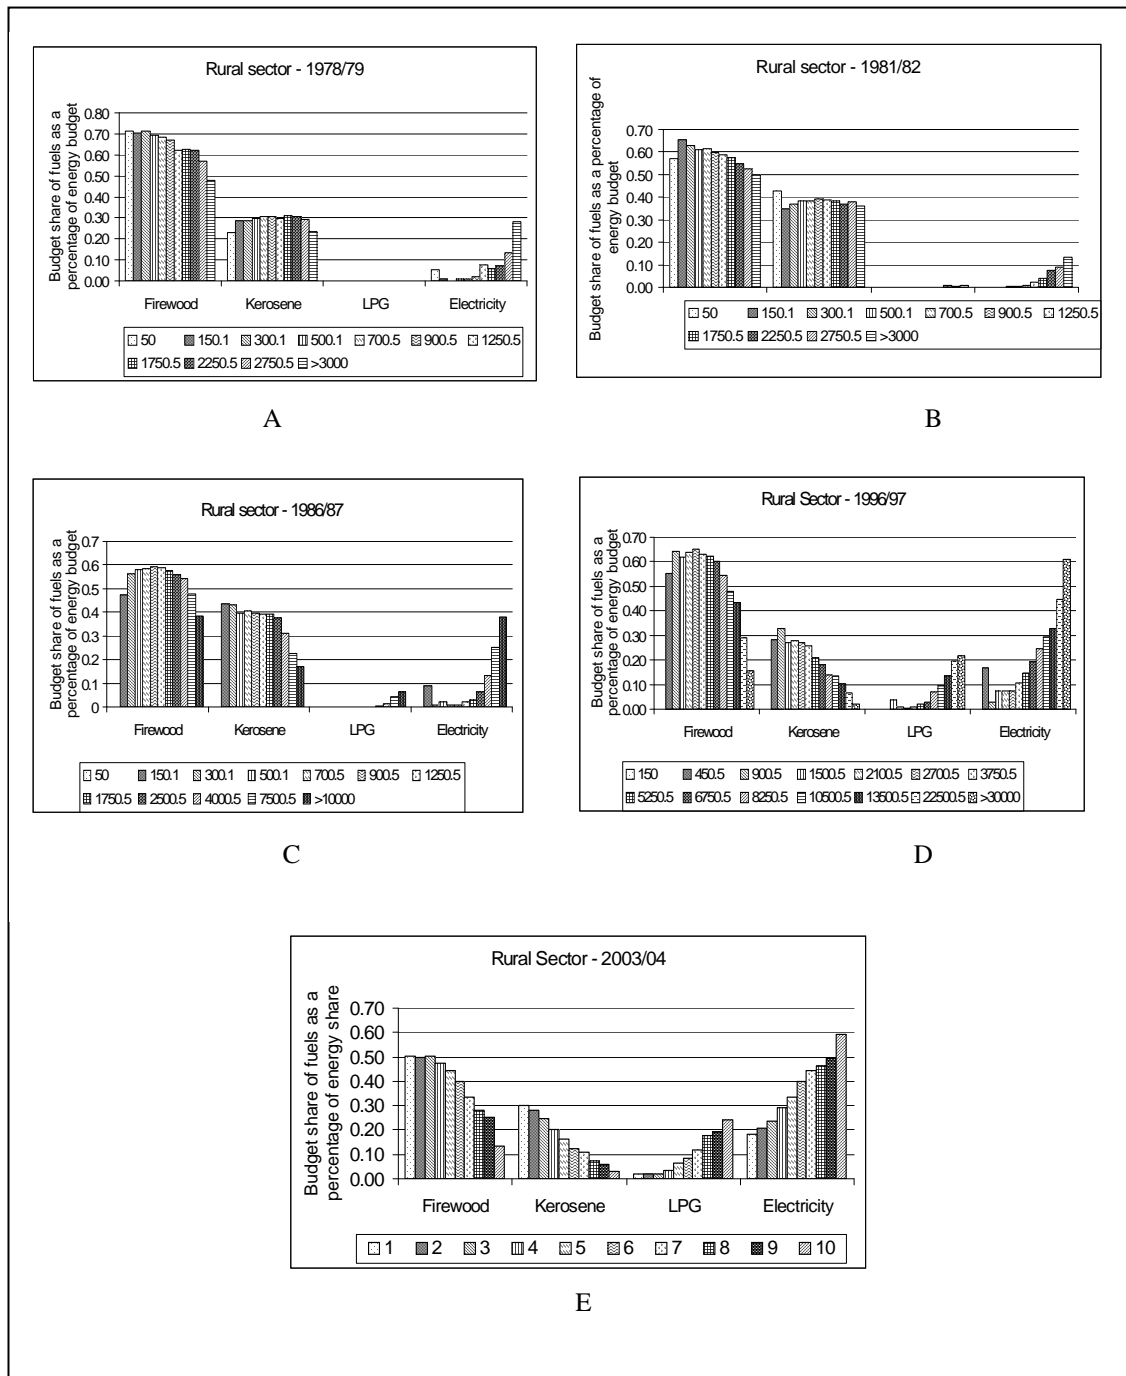 Rural sector - 1978/79
Budget share of fuels as a
percentage of energy budget
0.80
0.70
0.60
0.50
0.40
0.30
0.20
0.10
0.00
Firewood Kerosene LPG Electricity
50 150.1 300.1 500.1 700.5 900.5 1250.5
1750.5 2250.5 2750.5 >3000
A
Rural sector - 1981/82
Budget share of fuels as a percentage of
energy budget
0.70
0.60
0.50
0.40
0.30
0.20
0.10
0.00
50 150.1 300.1 500.1 700.5 900.5 1250.5
1750.5 2250.5 2750.5 >3000
B
Rural sector - 1986/87
Budget share of fuels as a
percentage of energy budget
0.7
0.6
0.5
0.4
0.3
0.2
0.1
0
Firewood Kerosene LPG Electricity
50 150.1 300.1 500.1 700.5 900.5 1250.5
1750.5 2500.5 4000.5 7500.5 >10000
C
Rural Sector - 1996/97
Budget share of fuels as a
percentage of energy budget
0.70
0.60
0.50
0.40
0.30
0.20
0.10
0.00
Firewood Kerosene LPG Electricity
150 450.5 900.5 1500.5 2100.5 2700.5 3750.5
5250.5 6750.5 8250.5 10500.5 13500.5 22500.5 >30000
D
Rural Sector - 2003/04
Budget share of fuels as a
percentage of energy share
0.70
0.60
0.50
0.40
0.30
0.20
0.10
0.00
Firewood Kerosene LPG Electricity
1 2 3 4 5 6 7 8 9 10
E